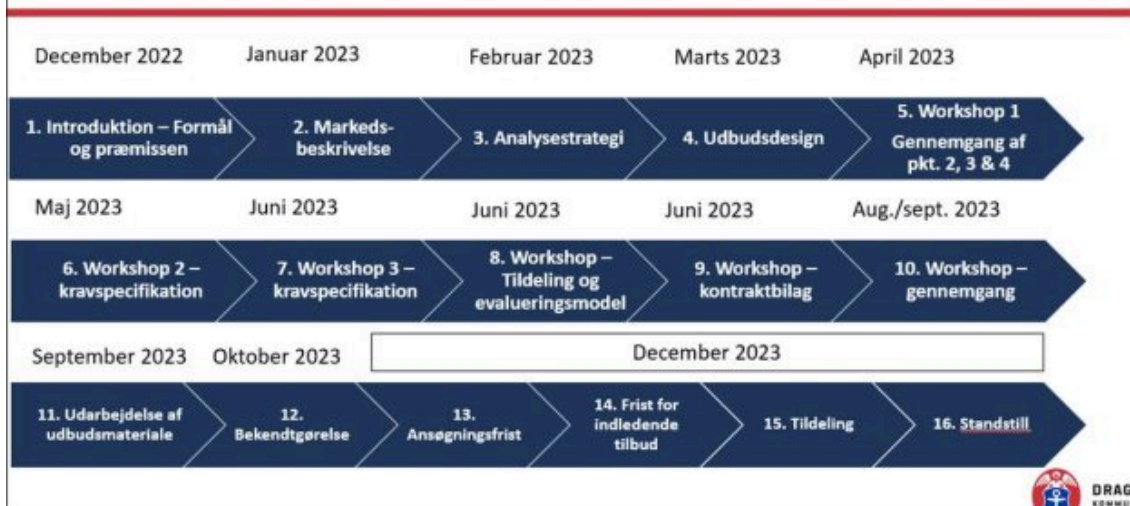 December 2022
Januar 2023
Februar 2023
Marts 2023
April 2023
1. Introduktion – Formål
og præmissen
2. Markeds-
beskrivelse
3. Analysestrategi
4. Udbudsdesign
5. Workshop 1
Gennemgang af
pkt. 2, 3 & 4
Maj 2023
Juni 2023
Juni 2023
Juni 2023
Aug./sept. 2023
6. Workshop 2 –
kravspecifikation
7. Workshop 3 –
kravspecifikation
8. Workshop –
Tildeling og
evalueringsmodel
9. Workshop –
kontraktbilag
10. Workshop –
gennemgang
September 2023
Oktober 2023
December 2023
11. Udarbejdelse af
udbudsmateriale
12.
Bekendtgørelse
13.
Ansøgningsfrist
14. Frist for
indledende
tilbud
15. Tildeling
16. Standstill
DRAG
KOMMU